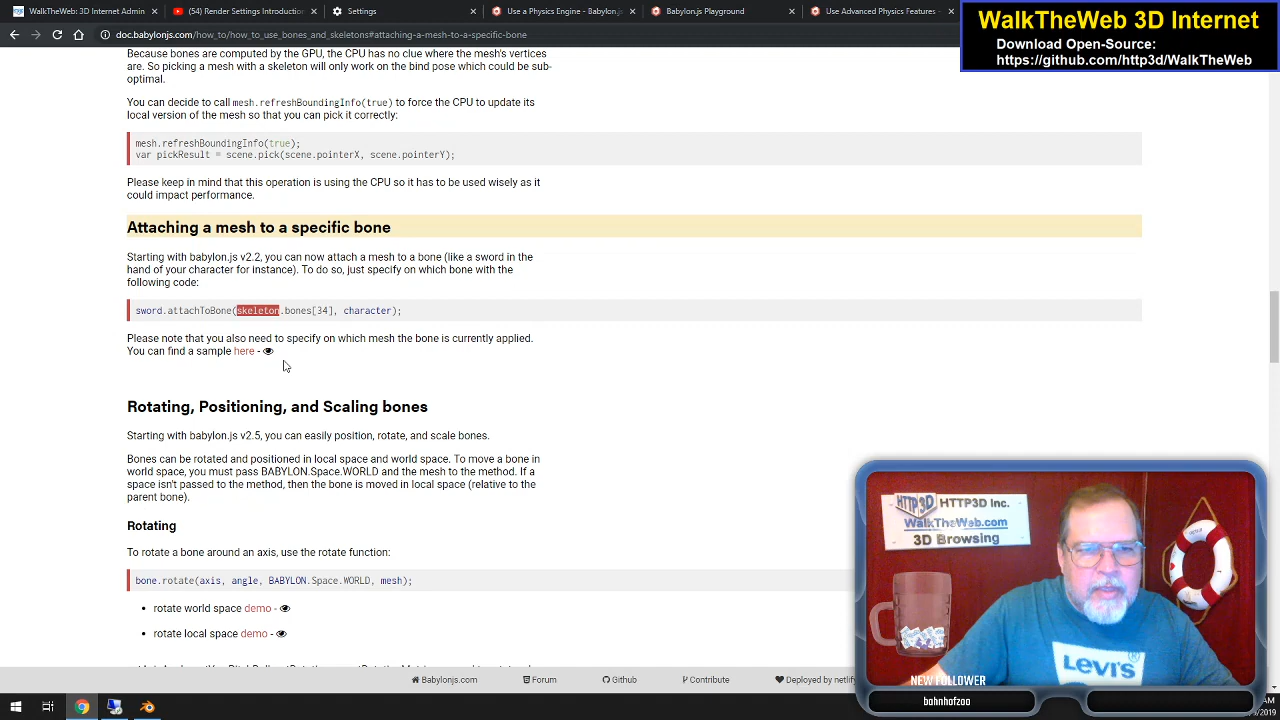 WalkTheWeb: 3D Internet Admin
(54) Render Settings Introduction
Settings
Use a Physics Engine - Babylon.js
Babylon.js Playground
Use Advanced Physics Features -
doc.babylonjs.com/how_to/how_to_use_bones_and_skeletons#attaching-a-mesh-to-a-specific-bone
WalkTheWeb 3D Internet
Download Open-Source:
https://github.com/http3d/WalkTheWeb
Because bones are computed by the GPU, the CPU has no clue where the mesh's vertices
are. So picking a mesh with a skeleton will only work on the bind pose which could be sub-
optimal.
You can decide to call mesh.refreshBoundingInfo(true) to force the CPU to update its
local version of the mesh so that you can pick it correctly:
mesh.refreshBoundingInfo(true);
var pickResult = scene.pick(scene.pointerX, scene.pointerY);
Please keep in mind that this operation is using the CPU so it has to be used wisely as it
could impact performance.
Attaching a mesh to a specific bone
Starting with babylon.js v2.2, you can now attach a mesh to a bone (like a sword in the
hand of your character for instance). To do so, just specify on which bone with the
following code:
sword.attachToBone(skeleton.bones[34], character);
Please note that you also need to specify on which mesh the bone is currently applied.
You can find a sample here -
Rotating, Positioning, and Scaling bones
Starting with babylon.js v2.5, you can easily position, rotate, and scale bones.
Bones can be rotated and positioned in local space and world space. To move a bone in
world space, you must pass BABYLON.Space.WORLD and the mesh to the method. If a
space isn't passed to the method, then the bone is moved in local space (relative to the
parent bone).
Rotating
To rotate a bone around an axis, use the rotate function:
bone.rotate(axis, angle, BABYLON.Space.WORLD, mesh);
• rotate world space demo -
• rotate local space demo -
Babylonjs.com
Forum
Github
Contribute
Deployed by netlify
HTTP3D
HTTP3D Inc.
WalkTheWeb.com
3D Browsing
Levi's
NEW FOLLOWER
bahnhofzoo